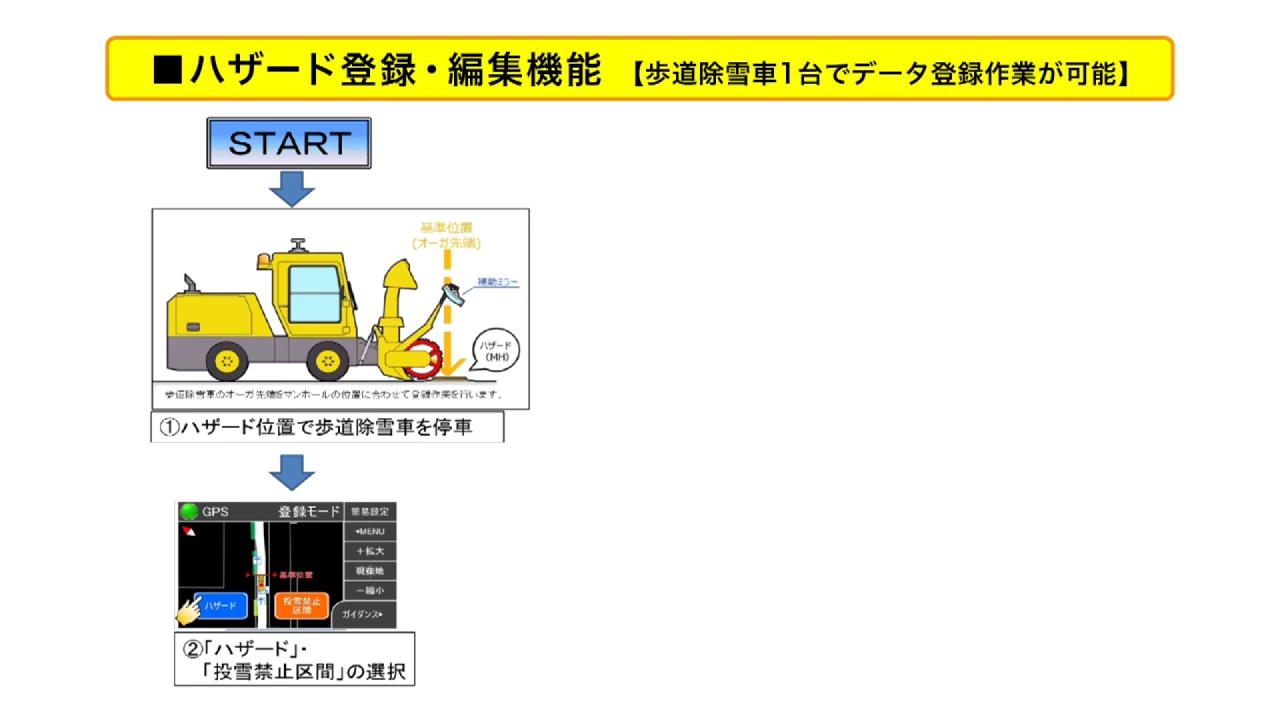 ■ハザード登録・編集機能 【歩道除雪車1台でデータ登録作業が可能】
START
基準位置
(オーガ先端)
補助ミラー
ハザード
(MH)
歩道除雪車のオーガ先端をマンホールの位置に合わせて登録作業を行います。
①ハザード位置で歩道除雪車を停車
GPS 登録モード 簡易設定
◂MENU
＋拡大
現在地
基準位置
－縮小
ハザード
投雪禁止
区間
ガイダンス▸
②「ハザード」・
「投雪禁止区間」の選択